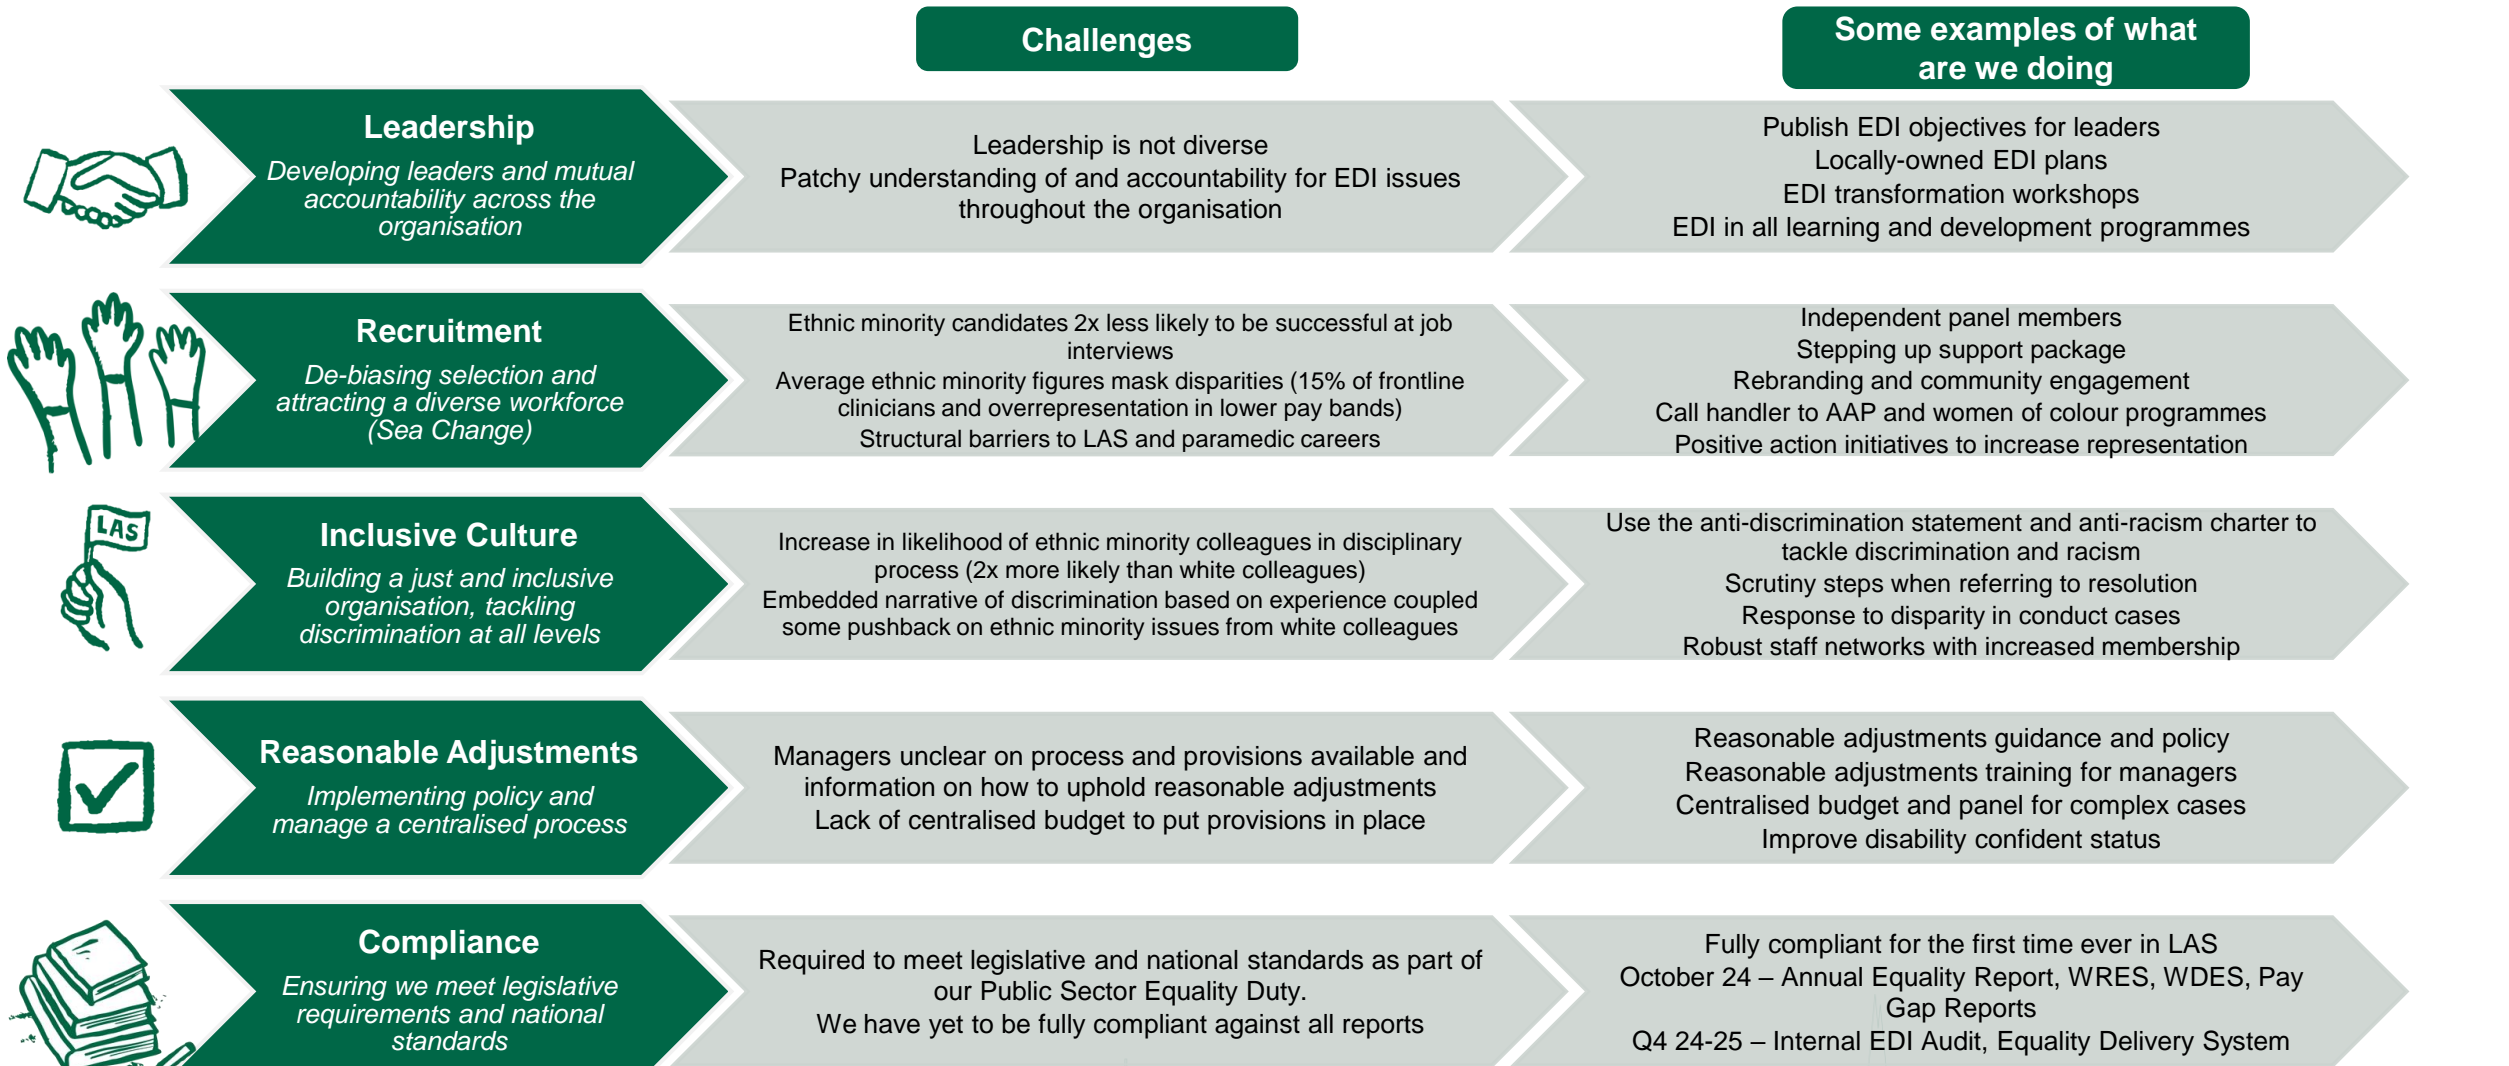 Challenges
Some examples of what
are we doing
Leadership
Developing leaders and mutual
accountability across the
organisation
Leadership is not diverse
Patchy understanding of and accountability for EDI issues
throughout the organisation
Publish EDI objectives for leaders
Locally-owned EDI plans
EDI transformation workshops
EDI in all learning and development programmes
Recruitment
De-biasing selection and
attracting a diverse workforce
(Sea Change)
Ethnic minority candidates 2x less likely to be successful at job
interviews
Average ethnic minority figures mask disparities (15% of frontline
clinicians and overrepresentation in lower pay bands)
Structural barriers to LAS and paramedic careers
Independent panel members
Stepping up support package
Rebranding and community engagement
Call handler to AAP and women of colour programmes
Positive action initiatives to increase representation
LAS
Inclusive Culture
Building a just and inclusive
organisation, tackling
discrimination at all levels
Increase in likelihood of ethnic minority colleagues in disciplinary
process (2x more likely than white colleagues)
Embedded narrative of discrimination based on experience coupled
some pushback on ethnic minority issues from white colleagues
Use the anti-discrimination statement and anti-racism charter to
tackle discrimination and racism
Scrutiny steps when referring to resolution
Response to disparity in conduct cases
Robust staff networks with increased membership
Reasonable Adjustments
Implementing policy and
manage a centralised process
Managers unclear on process and provisions available and
information on how to uphold reasonable adjustments
Lack of centralised budget to put provisions in place
Reasonable adjustments guidance and policy
Reasonable adjustments training for managers
Centralised budget and panel for complex cases
Improve disability confident status
Compliance
Ensuring we meet legislative
requirements and national
standards
Required to meet legislative and national standards as part of
our Public Sector Equality Duty.
We have yet to be fully compliant against all reports
Fully compliant for the first time ever in LAS
October 24 – Annual Equality Report, WRES, WDES, Pay
Gap Reports
Q4 24-25 – Internal EDI Audit, Equality Delivery System